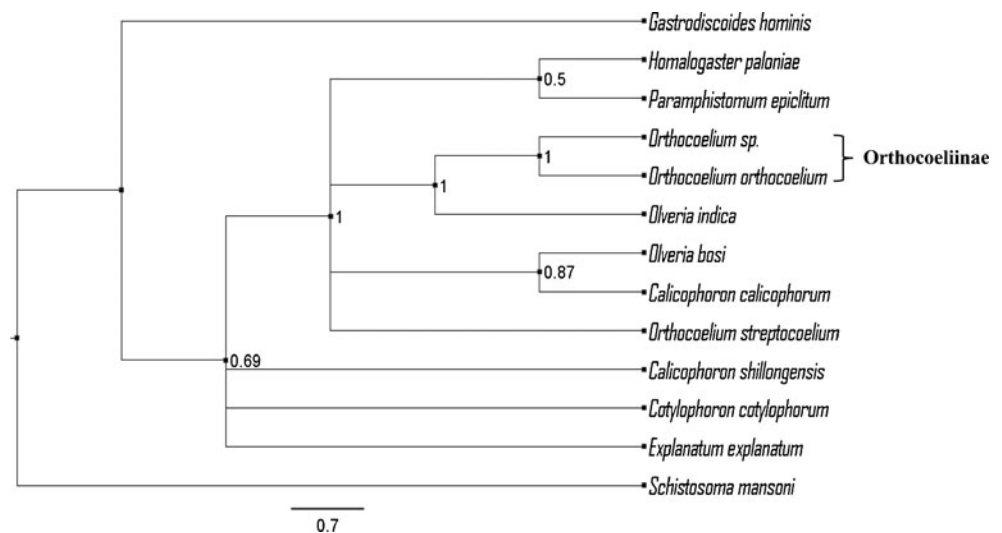 Gastrodiscoides hominis
Homalogaster paloniae
0.5
Paramphistomum epiclitum
Orthocoelium sp.
1
Orthocoeliinae
Orthocoelium orthocoelium
1
Olveria indica
1
Olveria bosi
0.87
Calicophoron calicophorum
Orthocoelium streptocoelium
0.69
Calicophoron shillongensis
Cotylophoron cotylophorum
Explanatum explanatum
Schistosoma mansoni
0.7